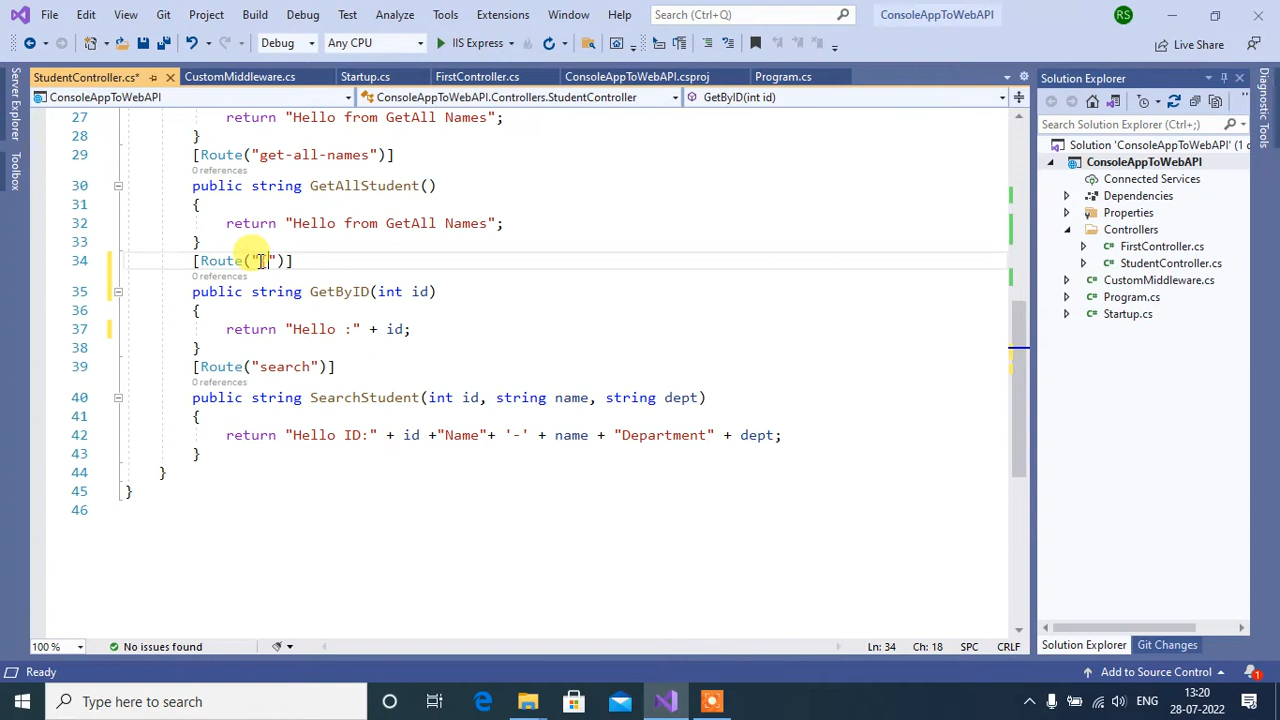 File Edit View Git Project Build Debug Test Analyze Tools Extensions Window Help Search (Ctrl+Q) ConsoleAppToWebAPI RS
Debug Any CPU IIS Express Live Share
StudentController.cs* CustomMiddleware.cs Startup.cs FirstController.cs ConsoleAppToWebAPI.csproj Program.cs
ConsoleAppToWebAPI ConsoleAppToWebAPI.Controllers.StudentController GetByID(int id)
Server Explorer
Toolbox
27 return "Hello from GetAll Names";
28 }
29 [Route("get-all-names")]
0 references
30 public string GetAllStudent()
31 {
32 return "Hello from GetAll Names";
33 }
34 [Route(" ")]
0 references
35 public string GetByID(int id)
36 {
37 return "Hello :" + id;
38 }
39 [Route("search")]
0 references
40 public string SearchStudent(int id, string name, string dept)
41 {
42 return "Hello ID:" + id +"Name"+ '-' + name + "Department" + dept;
43 }
44 }
45 }
46
100 % No issues found Ln: 34 Ch: 18 SPC CRLF
Solution Explorer
Search Solution Explorer (Ctrl+;)
Solution 'ConsoleAppToWebAPI' (1 c
ConsoleAppToWebAPI
Connected Services
Dependencies
Properties
Controllers
FirstController.cs
StudentController.cs
CustomMiddleware.cs
Program.cs
Startup.cs
Solution Explorer Git Changes
Diagnostic Tools
Ready Add to Source Control 1
Type here to search ENG 13:20
28-07-2022